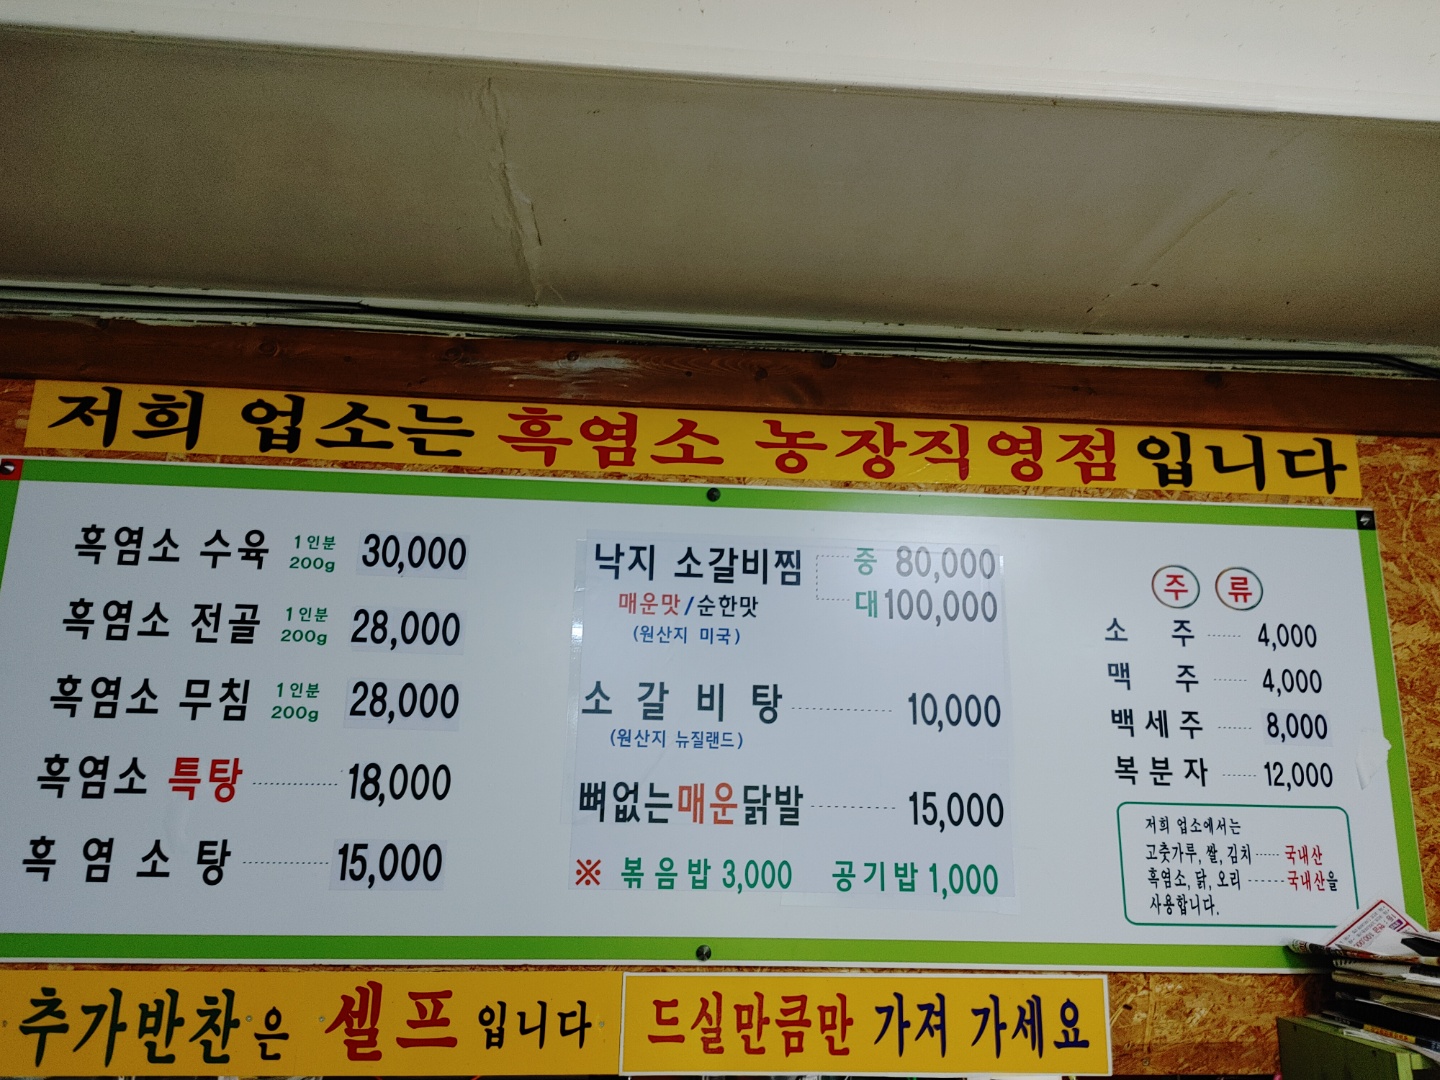 저희 업소는 흑염소 농장직영점입니다
흑염소 수육 1인분 200g 30,000
흑염소 전골 1인분 200g 28,000
흑염소 무침 1인분 200g 28,000
흑염소 특탕 18,000
흑염소탕 15,000
낙지 소갈비찜 중 80,000
매운맛/순한맛 대 100,000
(원산지 미국)
소갈비탕 10,000
(원산지 뉴질랜드)
뼈없는매운닭발 15,000
※ 볶음밥 3,000 공기밥 1,000
주류
소주 4,000
맥주 4,000
백세주 8,000
복분자 12,000
저희 업소에서는
고춧가루, 쌀, 김치 ····· 국내산
흑염소, 닭, 오리 ······· 국내산을
사용합니다.
추가반찬은 셀프입니다
드실만큼만 가져 가세요